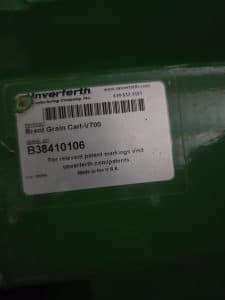 Unverferth
Manufacturing Company, Inc.
www.unverferth.com
Brent Grain Cart-V700
B38410106
For relevant patent markings visit
unverferth.com/patents
Made in the U.S.A.